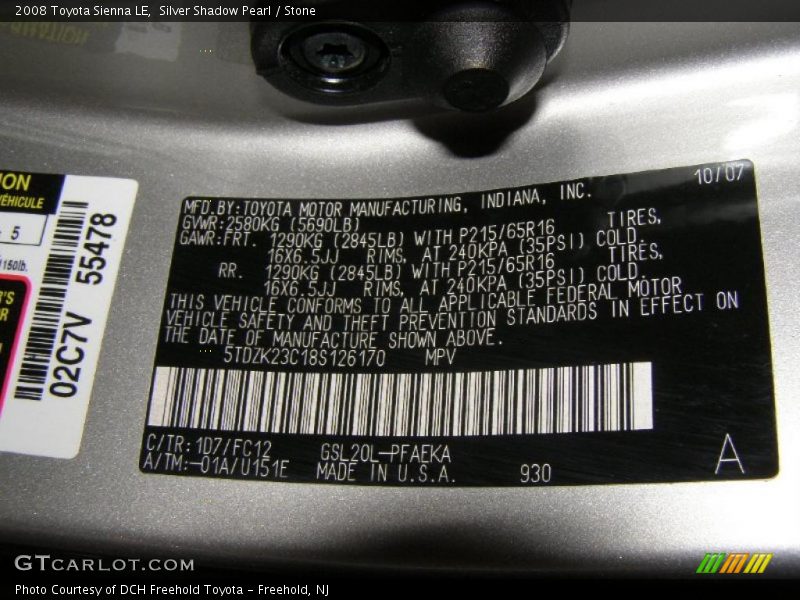 2008 Toyota Sienna LE,  Silver Shadow Pearl / Stone
10/07
MFD.BY:TOYOTA MOTOR MANUFACTURING, INDIANA, INC.
GVWR:2580KG (5690LB)
GAWR:FRT. 1290KG (2845LB) WITH P215/65R16 TIRES,
16X6.5JJ RIMS, AT 240KPA (35PSI) COLD.
RR. 1290KG (2845LB) WITH P215/65R16 TIRES,
16X6.5JJ RIMS, AT 240KPA (35PSI) COLD.
THIS VEHICLE CONFORMS TO ALL APPLICABLE FEDERAL MOTOR
VEHICLE SAFETY AND THEFT PREVENTION STANDARDS IN EFFECT ON
THE DATE OF MANUFACTURE SHOWN ABOVE.
5TDZK23C18S126170 MPV
C/TR:1D7/FC12 GSL20L-PFAEKA
A/TM:-01A/U151E MADE IN U.S.A. 930
A
ION
VÉHICULE
5
150lb.
R'S
R
02C7V 55478
GTCARLOT.COM
Photo Courtesy of DCH Freehold Toyota - Freehold, NJ